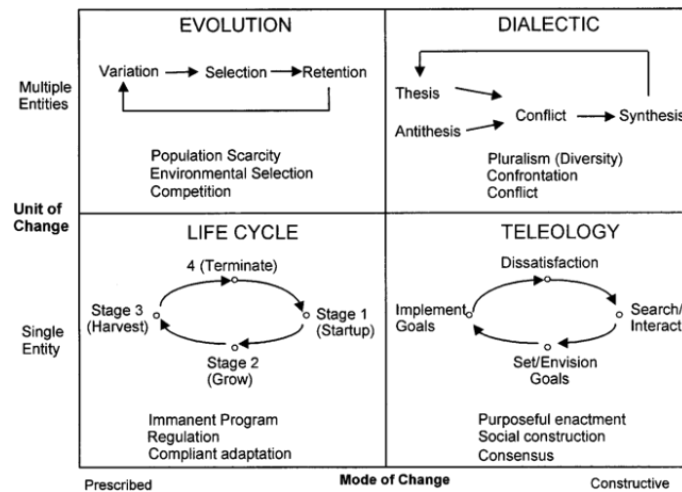 EVOLUTION
DIALECTIC
Multiple
Entities
Variation
Selection
Retention
Population Scarcity
Environmental Selection
Competition
Thesis
Antithesis
Conflict
Synthesis
Pluralism (Diversity)
Confrontation
Conflict
Unit of
Change
LIFE CYCLE
TELEOLOGY
Single
Entity
4 (Terminate)
Stage 3
(Harvest)
Stage 1
(Startup)
Stage 2
(Grow)
Immanent Program
Regulation
Compliant adaptation
Dissatisfaction
Implement
Goals
Search/
Interact
Set/Envision
Goals
Purposeful enactment
Social construction
Consensus
Prescribed
Mode of Change
Constructive